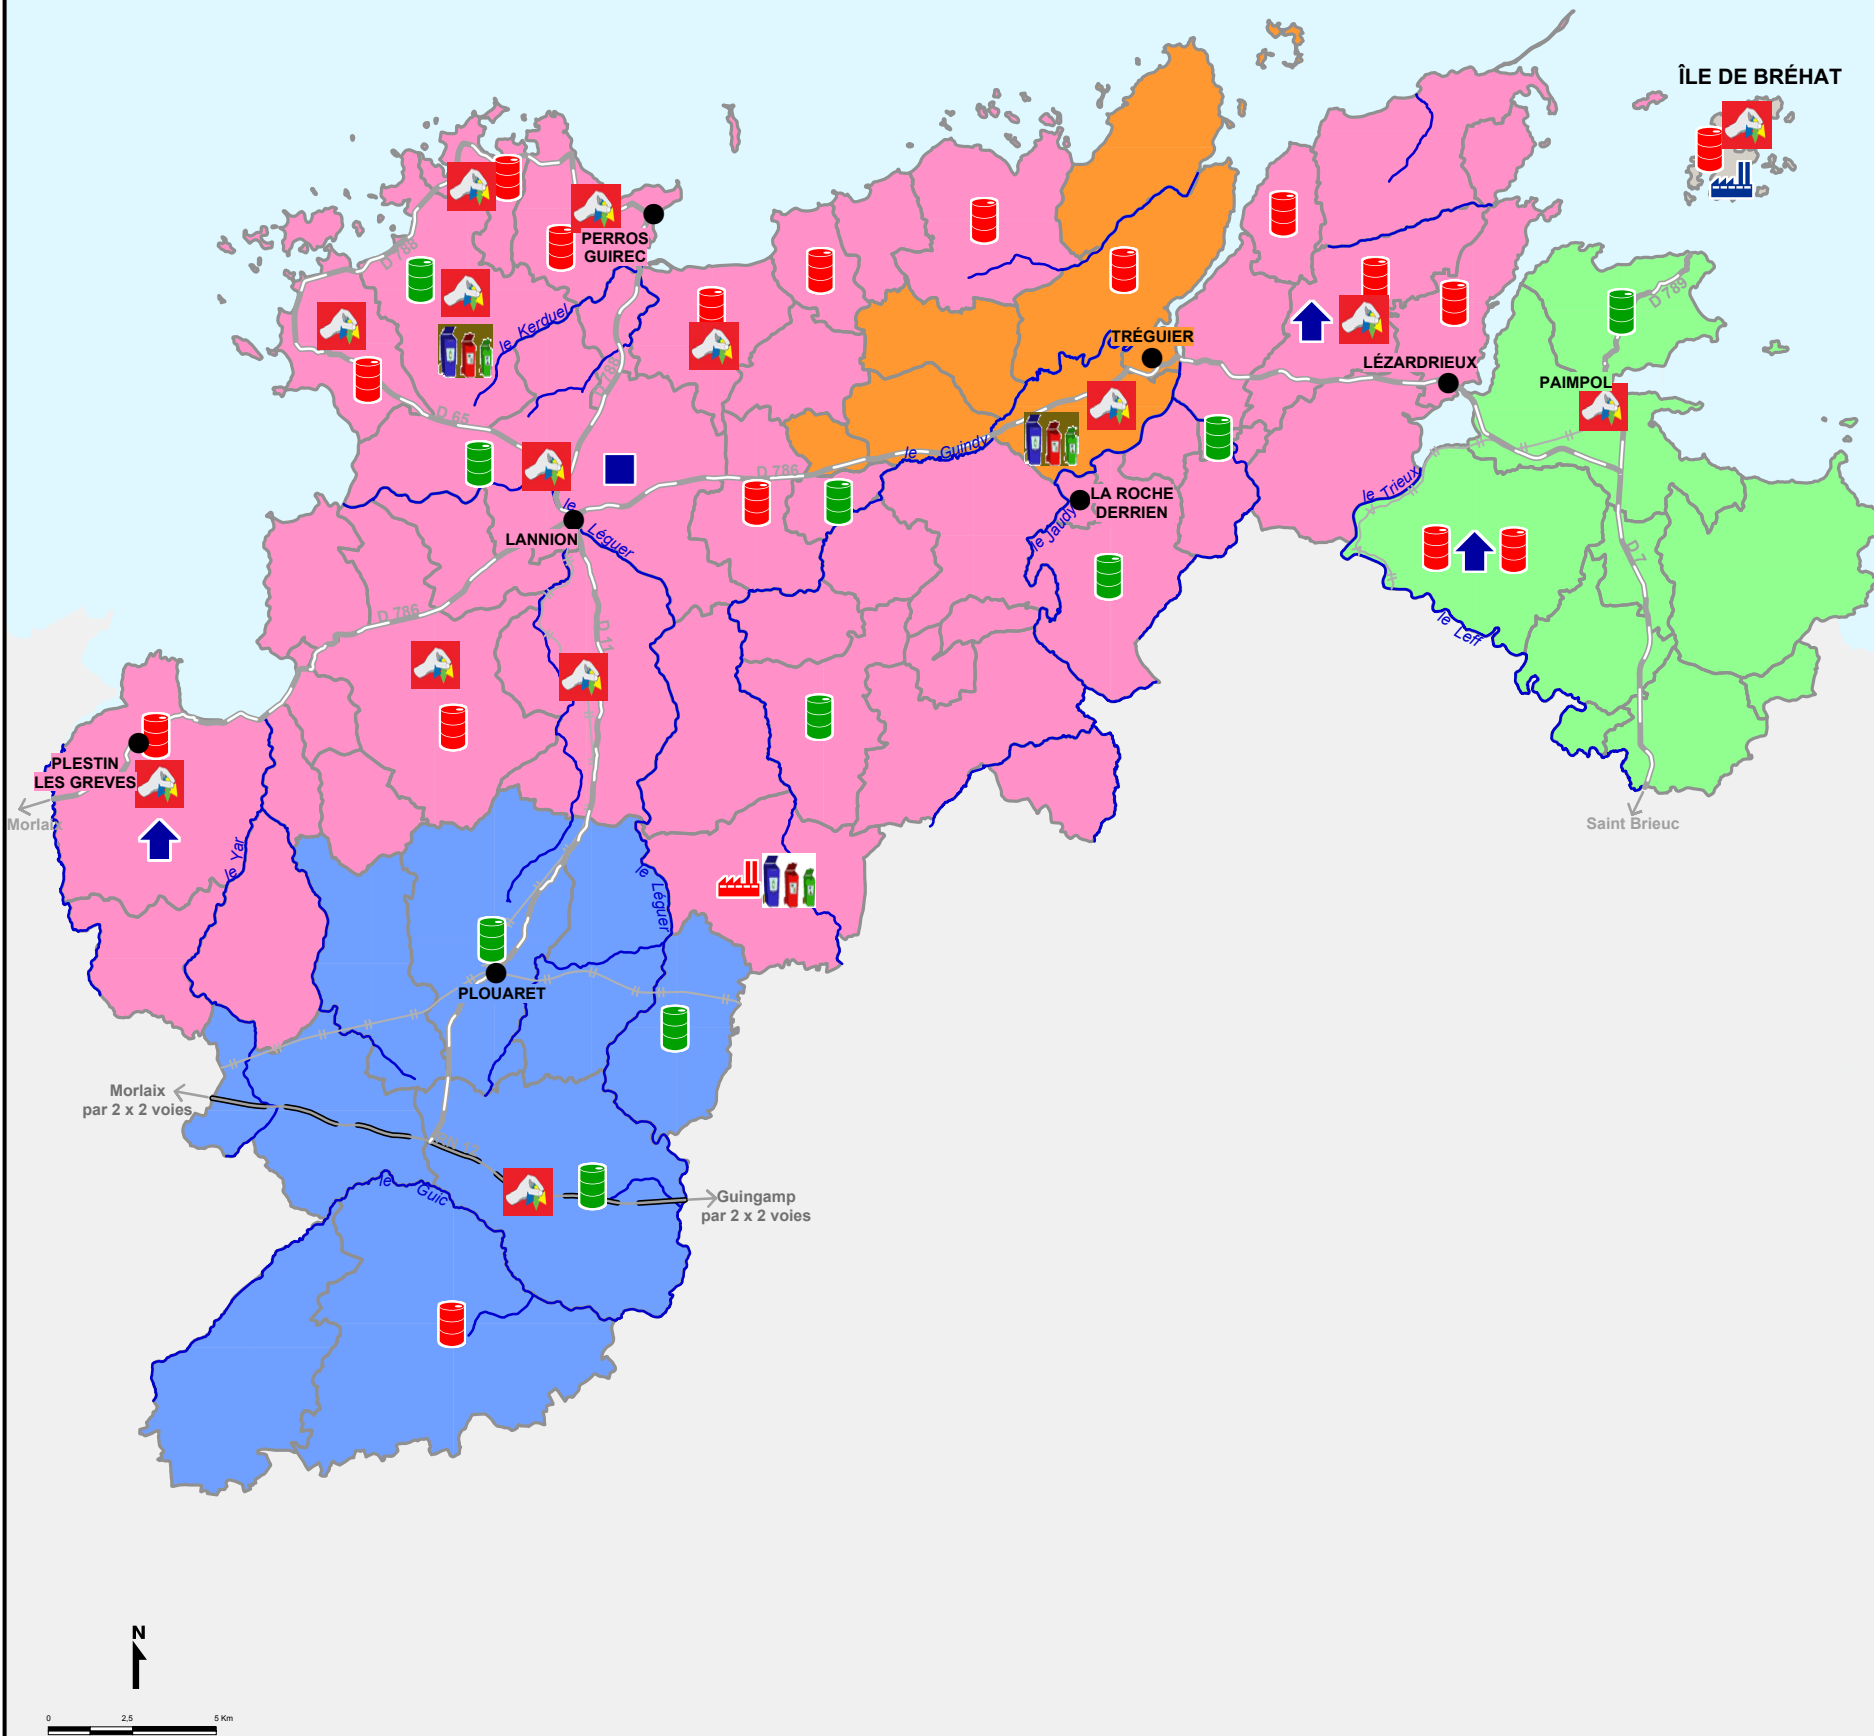 ÎLE DE BRÉHAT
PERROS
GUIREC
D 788
D 789
le Kerduel
TRÉGUIER
LÉZARDRIEUX
PAIMPOL
D 788
D 65
le Guindy
D 786
LA ROCHE
DERRIEN
le Trieux
le Jaudy
LANNION
le Léguer
D 7
D 786
D 11
le Leff
PLESTIN
LES GREVES
Morlaix
Saint Brieuc
le Yar
le Léguer
PLOUARET
Morlaix
par 2 x 2 voies
le Guic
Guingamp
par 2 x 2 voies
N
0 2,5 5 Km